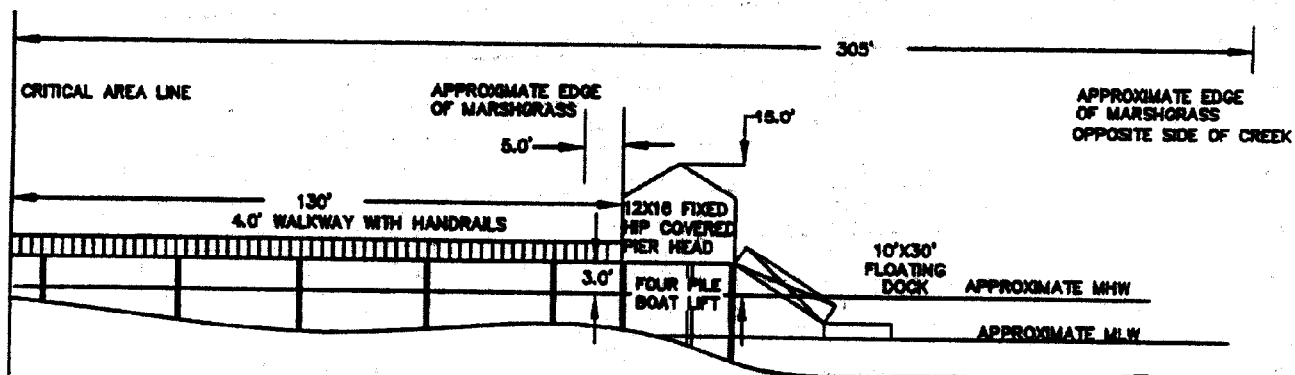 305'
CRITICAL AREA LINE
APPROXIMATE EDGE
OF MARSHGRASS
APPROXIMATE EDGE
OF MARSHGRASS
OPPOSITE SIDE OF CREEK
15.0'
5.0'
130'
4.0' WALKWAY WITH HANDRAILS
12X16 FIXED
HIP COVERED
PIER HEAD
3.0'
FOUR PILE
BOAT LIFT
10'X30'
FLOATING
DOCK
APPROXIMATE MHW
APPROXIMATE MLW